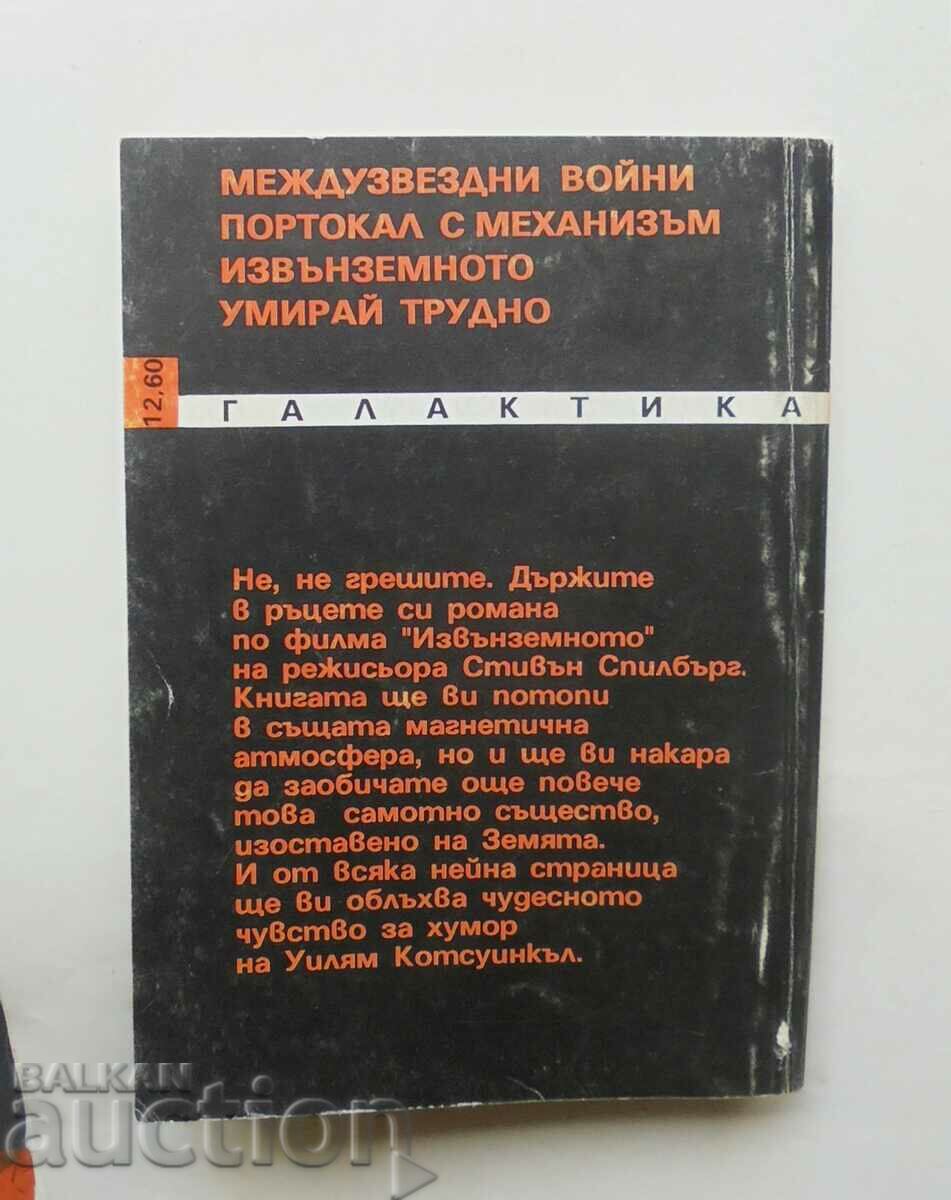 МЕЖДУЗВЕЗДНИ ВОЙНИ
ПОРТОКАЛ С МЕХАНИЗЪМ
ИЗВЪНЗЕМНОТО
УМИРАЙ ТРУДНО
12.60
ГАЛАКТИКА
Не, не грешите. Държите
в ръцете си романа
по филма "Извънземното"
на режисьора Стивън Спилбърг.
Книгата ще ви потопи
в същата магнетична
атмосфера, но и ще ви накара
да заобичате още повече
това самотно същество,
изоставено на Земята.
И от всяка нейна страница
ще ви облъхва чудесното
чувство за хумор
на Уилям Котсуинкъл.
BALKAN
auction